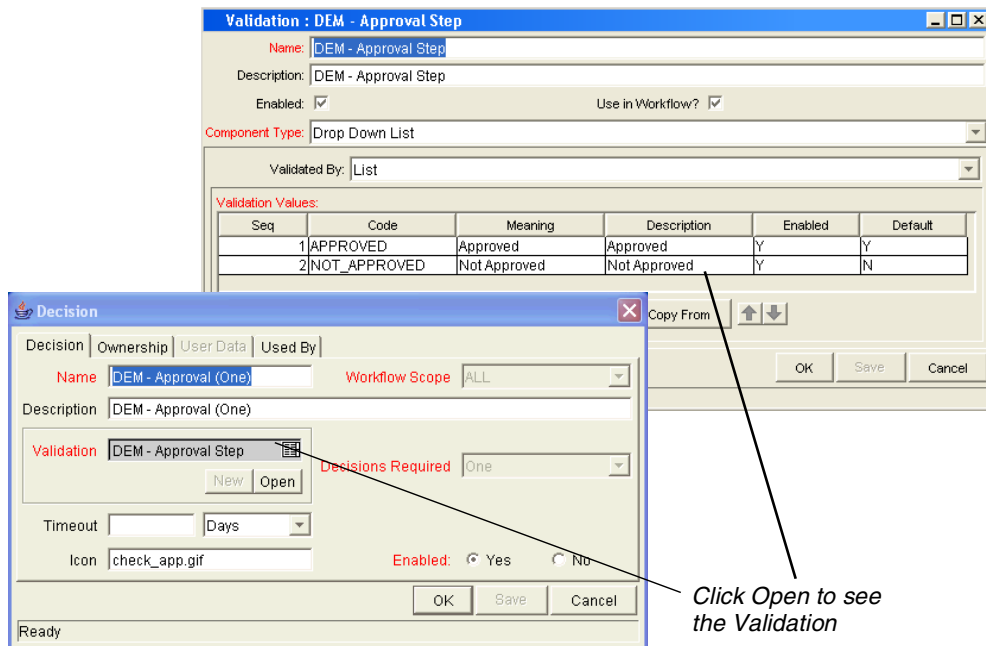 Validation : DEM - Approval Step
Name: DEM - Approval Step
Description: DEM - Approval Step
Enabled: Use in Workflow?
Component Type: Drop Down List
Validated By: List
Validation Values:
Seq Code Meaning Description Enabled Default
1 APPROVED Approved Approved Y Y
2 NOT_APPROVED Not Approved Not Approved Y N
Copy From
OK Save Cancel
Decision
Decision Ownership User Data Used By
Name DEM - Approval (One) Workflow Scope ALL
Description DEM - Approval (One)
Validation DEM - Approval Step
Decisions Required One
New Open
Timeout Days
Icon check_app.gif Enabled: Yes No
OK Save Cancel
Ready
Click Open to see
the Validation